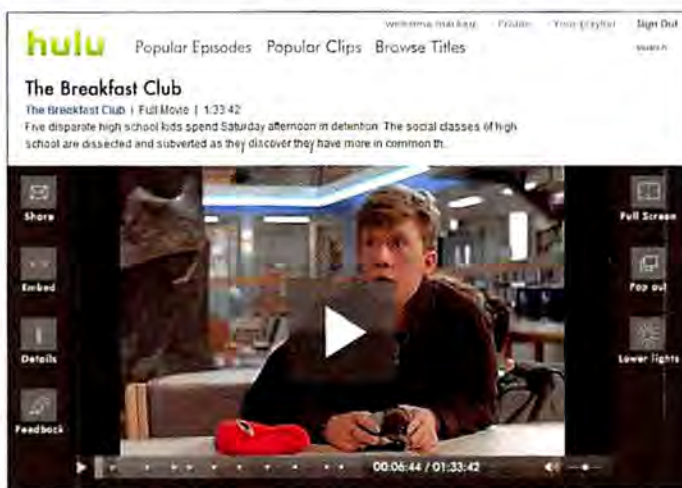 Sign Out
hulu Popular Episodes Popular Clips Browse Titles
The Breakfast Club
The Breakfast Club | Full Movie | 1:33:42
Five disparate high school kids spend Saturday afternoon in detention. The social classes of high
school are dissected and subverted as they discover they have more in common th...
Share
Full Screen
Embed
Pop out
Details
Lower lights
Feedback
00:06:44 / 01:33:42